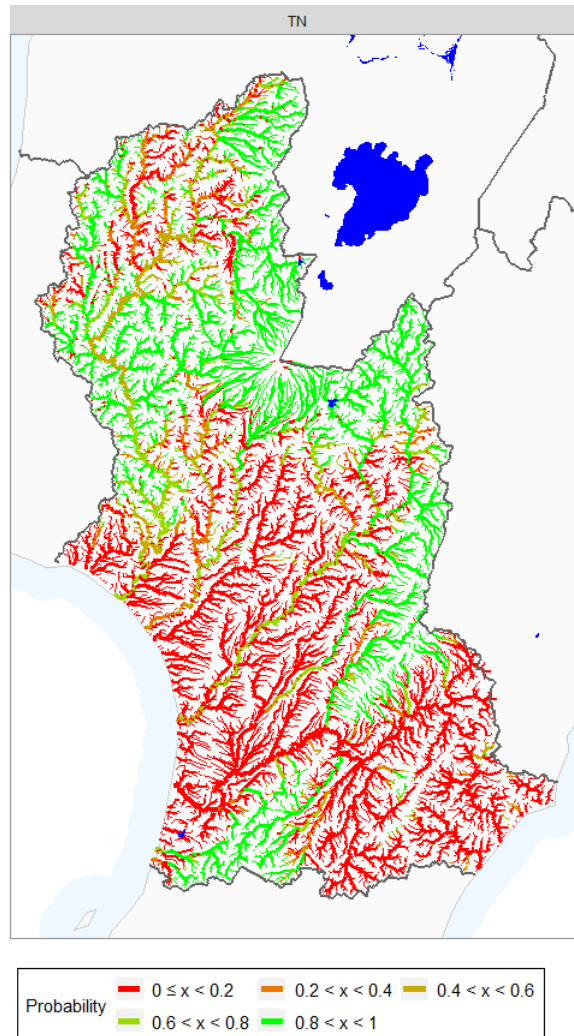 TN
Probability
0 ≤ x < 0.2
0.2 < x < 0.4
0.4 < x < 0.6
0.6 < x < 0.8
0.8 < x < 1